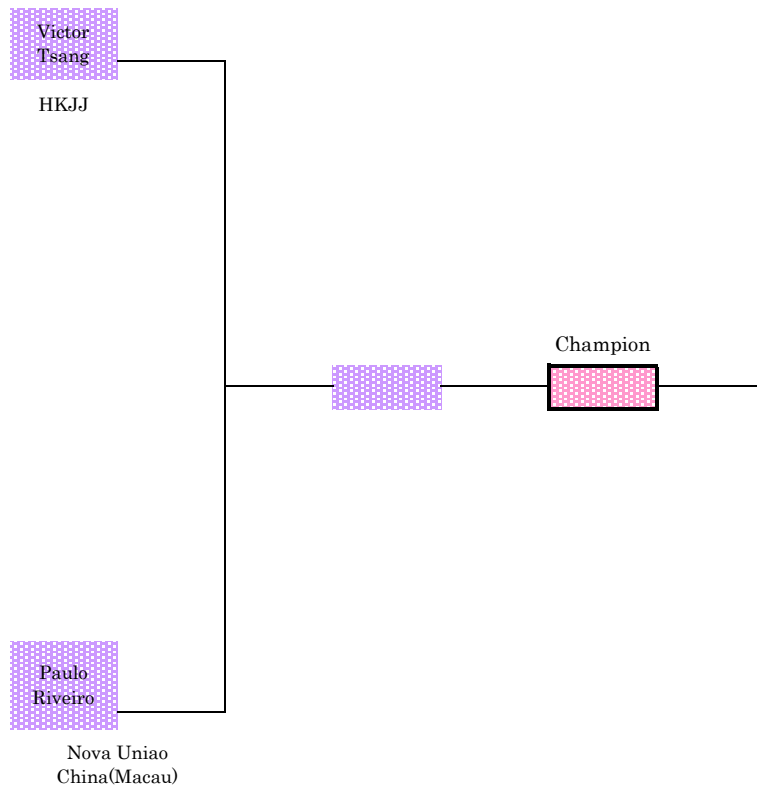 Victor
Tsang
HKJJ
Champion
Paulo
Riveiro
Nova Uniao
China(Macau)